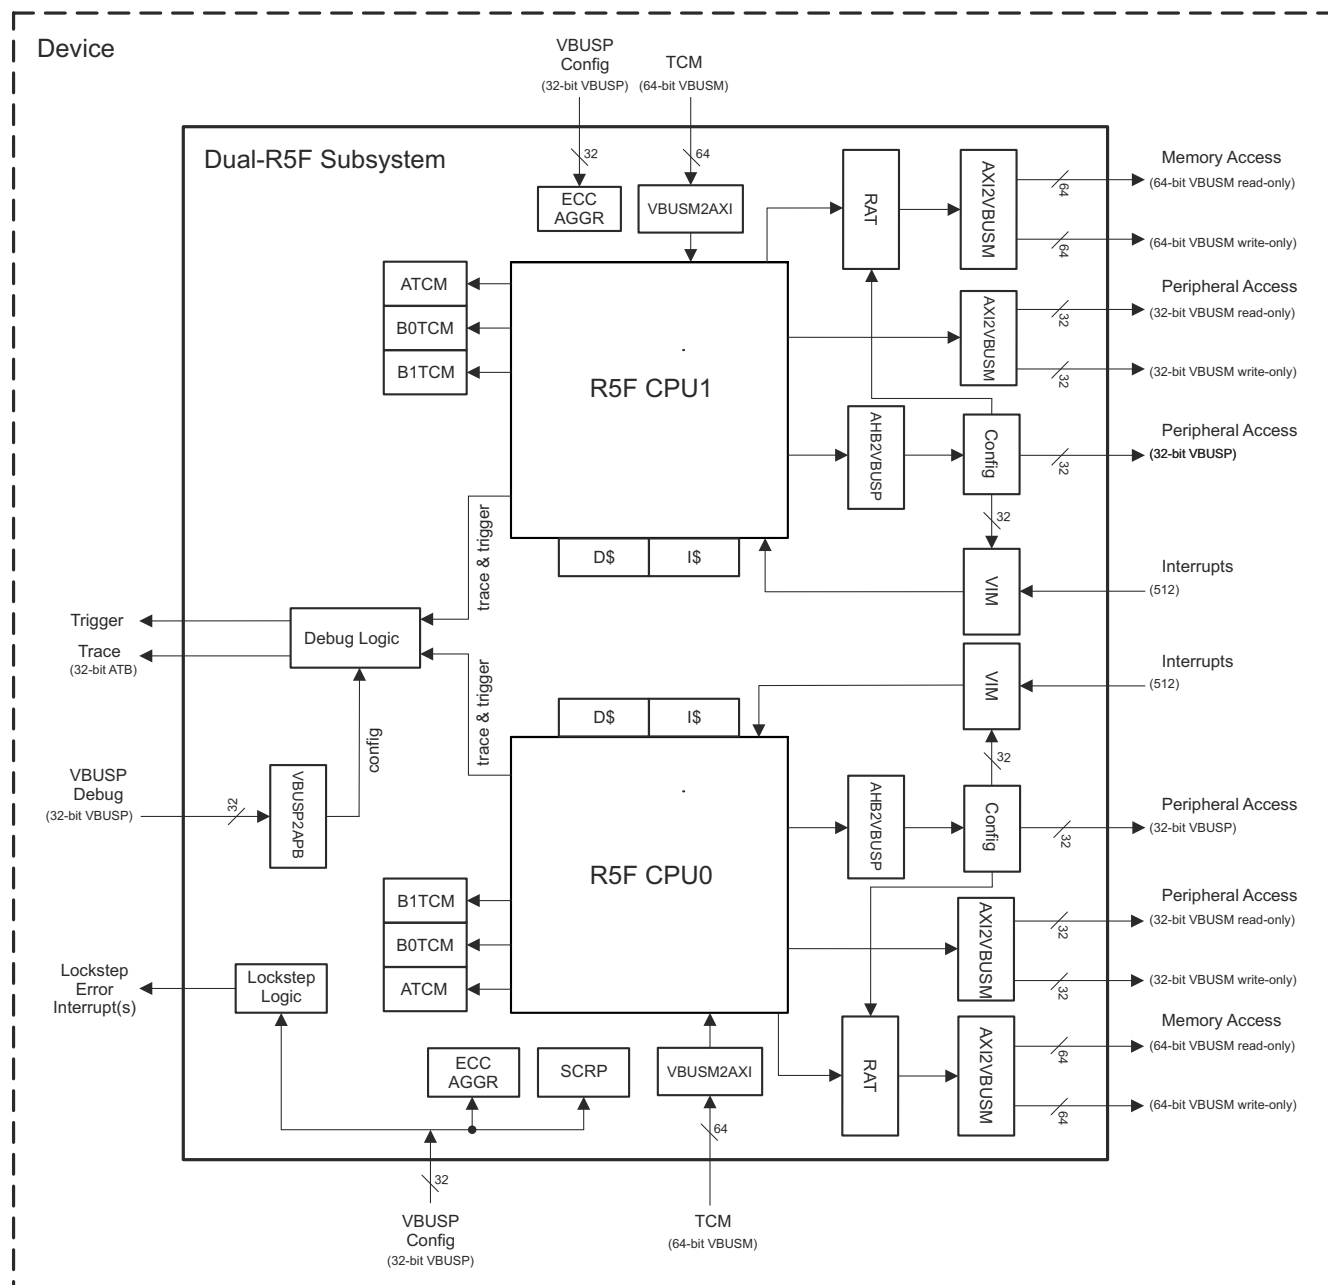 Device
VBUSP
Config
(32-bit VBUSP)
TCM
(64-bit VBUSM)
Dual-R5F Subsystem
32
64
ECC
AGGR
VBUSM2AXI
RAT
AXI2VBUSM
64
64
Memory Access
(64-bit VBUSM read-only)
(64-bit VBUSM write-only)
ATCM
B0TCM
B1TCM
R5F CPU1
AXI2VBUSM
32
32
Peripheral Access
(32-bit VBUSM read-only)
(32-bit VBUSM write-only)
AHB2VBUSP
Config
32
Peripheral Access
(32-bit VBUSP)
32
trace & trigger
D$
I$
VIM
Interrupts
(512)
Trigger
Trace
(32-bit ATB)
Debug Logic
VIM
Interrupts
(512)
trace & trigger
D$
I$
config
32
VBUSP
Debug
(32-bit VBUSP)
32
VBUSP2APB
R5F CPU0
AHB2VBUSP
Config
32
Peripheral Access
(32-bit VBUSP)
B1TCM
B0TCM
ATCM
AXI2VBUSM
32
32
Peripheral Access
(32-bit VBUSM read-only)
(32-bit VBUSM write-only)
Lockstep
Error
Interrupt(s)
Lockstep
Logic
ECC
AGGR
SCRP
VBUSM2AXI
RAT
AXI2VBUSM
64
64
Memory Access
(64-bit VBUSM read-only)
(64-bit VBUSM write-only)
32
64
VBUSP
Config
(32-bit VBUSP)
TCM
(64-bit VBUSM)